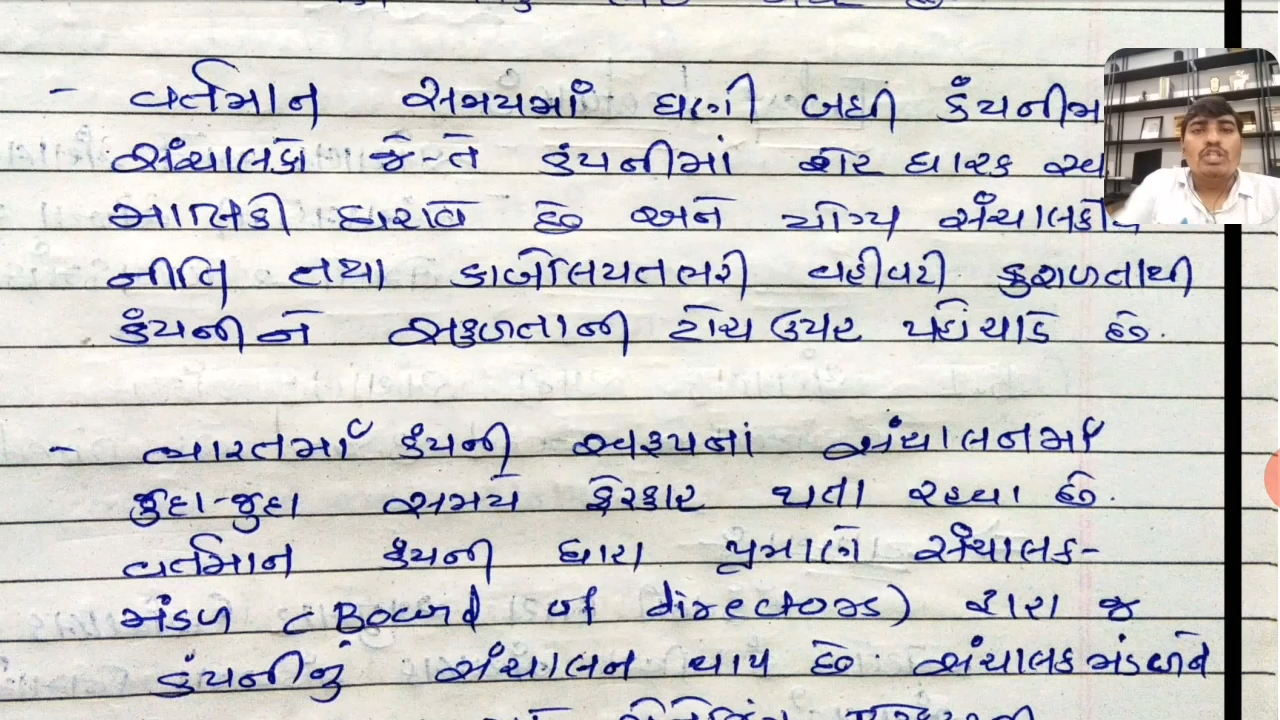 - વર્તમાન સમયમાં ઘણી બધી કંપનીમ
સંચાલકો જે-તે કંપનીમાં શેર ધારક સ્વ
માલિકી ધરાવે છે અને યોગ્ય સંચાલકીય
નીતિ તથા કાબેલિયતભરી વહીવટી કુશળતાથી
કંપનીને સફળતાની ટોચ ઉપર પહોંચાડે છે.
- ભારતમાં કંપની સ્વરૂપનાં સંચાલનમાં
જુદા-જુદા સમયે ફેરફાર થતા રહ્યા છે.
વર્તમાન કંપની ધારા પ્રમાણે સંચાલક-
મંડળ (Board of directors) દ્વારા જ
કંપનીનું સંચાલન થાય છે. સંચાલક મંડળને